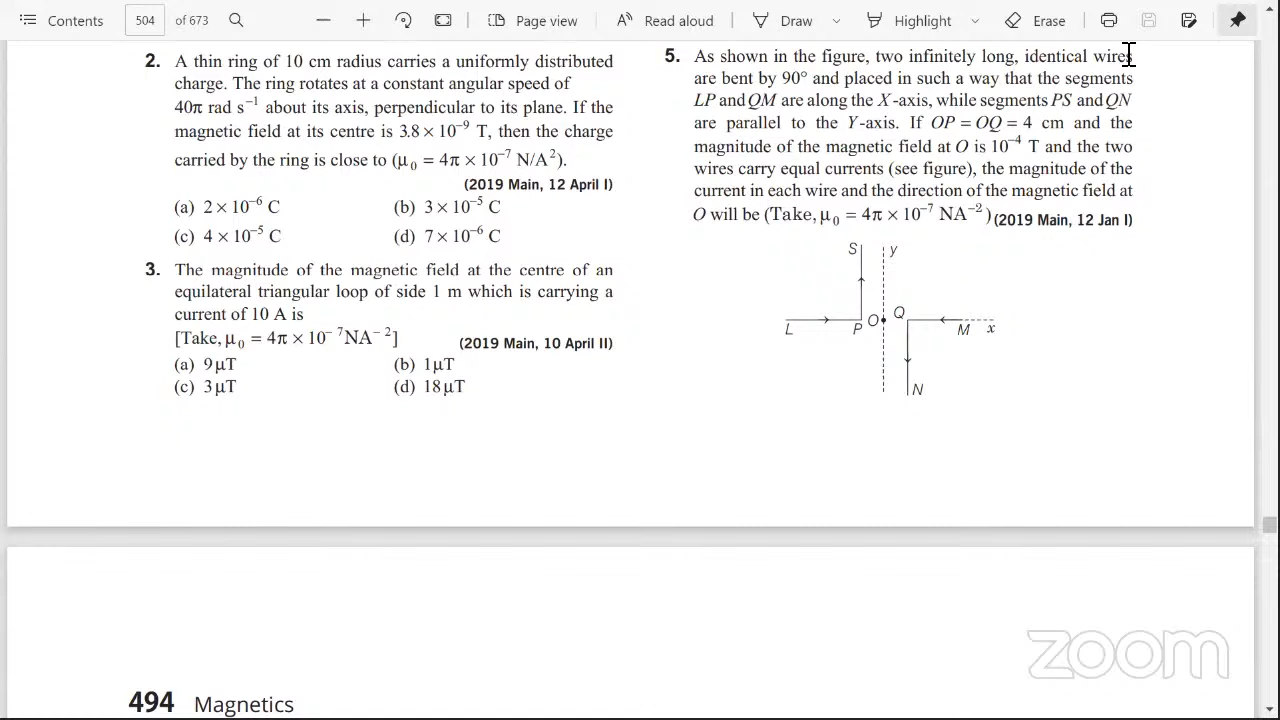 Contents
504 of 673
Page view
Read aloud
Draw
Highlight
Erase
2. A thin ring of 10 cm radius carries a uniformly distributed
charge. The ring rotates at a constant angular speed of
40π rad s⁻¹ about its axis, perpendicular to its plane. If the
magnetic field at its centre is 3.8 × 10⁻⁹ T, then the charge
carried by the ring is close to (μ₀ = 4π × 10⁻⁷ N/A²).
(2019 Main, 12 April I)
(a) 2 × 10⁻⁶ C (b) 3 × 10⁻⁵ C
(c) 4 × 10⁻⁵ C (d) 7 × 10⁻⁶ C
3. The magnitude of the magnetic field at the centre of an
equilateral triangular loop of side 1 m which is carrying a
current of 10 A is
[Take, μ₀ = 4π × 10⁻⁷ NA⁻²]
(2019 Main, 10 April II)
(a) 9 μT (b) 1 μT
(c) 3 μT (d) 18 μT
5. As shown in the figure, two infinitely long, identical wires
are bent by 90° and placed in such a way that the segments
LP and QM are along the X-axis, while segments PS and QN
are parallel to the Y-axis. If OP = OQ = 4 cm and the
magnitude of the magnetic field at O is 10⁻⁴ T and the two
wires carry equal currents (see figure), the magnitude of the
current in each wire and the direction of the magnetic field at
O will be (Take, μ₀ = 4π × 10⁻⁷ NA⁻²) (2019 Main, 12 Jan I)
S y
O Q
L P M x
N
zoom
494 Magnetics